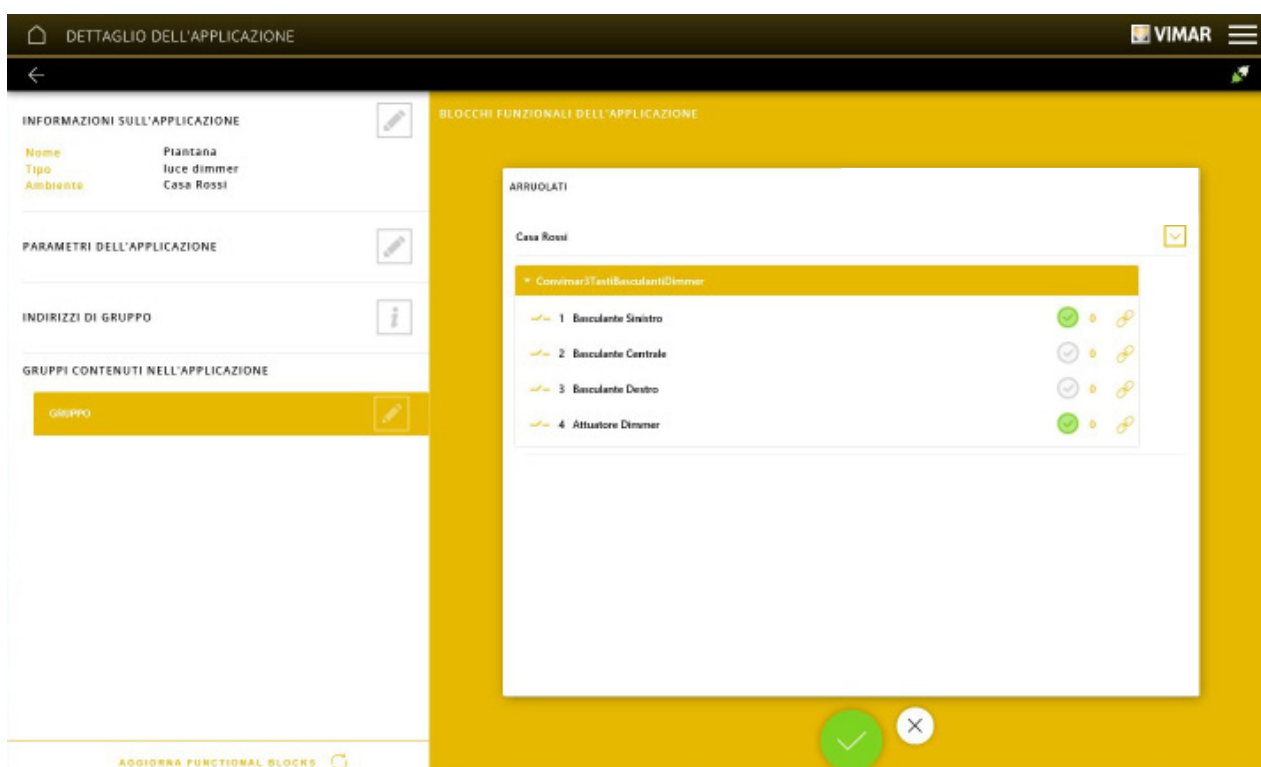 DETTAGLIO DELL'APPLICAZIONE
VIMAR
INFORMAZIONI SULL'APPLICAZIONE
Nome Piantana
Tipo luce dimmer
Ambiente Casa Rossi
PARAMETRI DELL'APPLICAZIONE
INDIRIZZI DI GRUPPO
i
GRUPPI CONTENUTI NELL'APPLICAZIONE
GRUPPO
AGGIORNA FUNCTIONAL BLOCKS
BLOCCHI FUNZIONALI DELL'APPLICAZIONE
ARRUOLATI
Casa Rossi
Convimar3TastiBasculantiDimmer
1 Basculante Sinistro 0
2 Basculante Centrale 0
3 Basculante Destro 0
4 Attuatore Dimmer 0